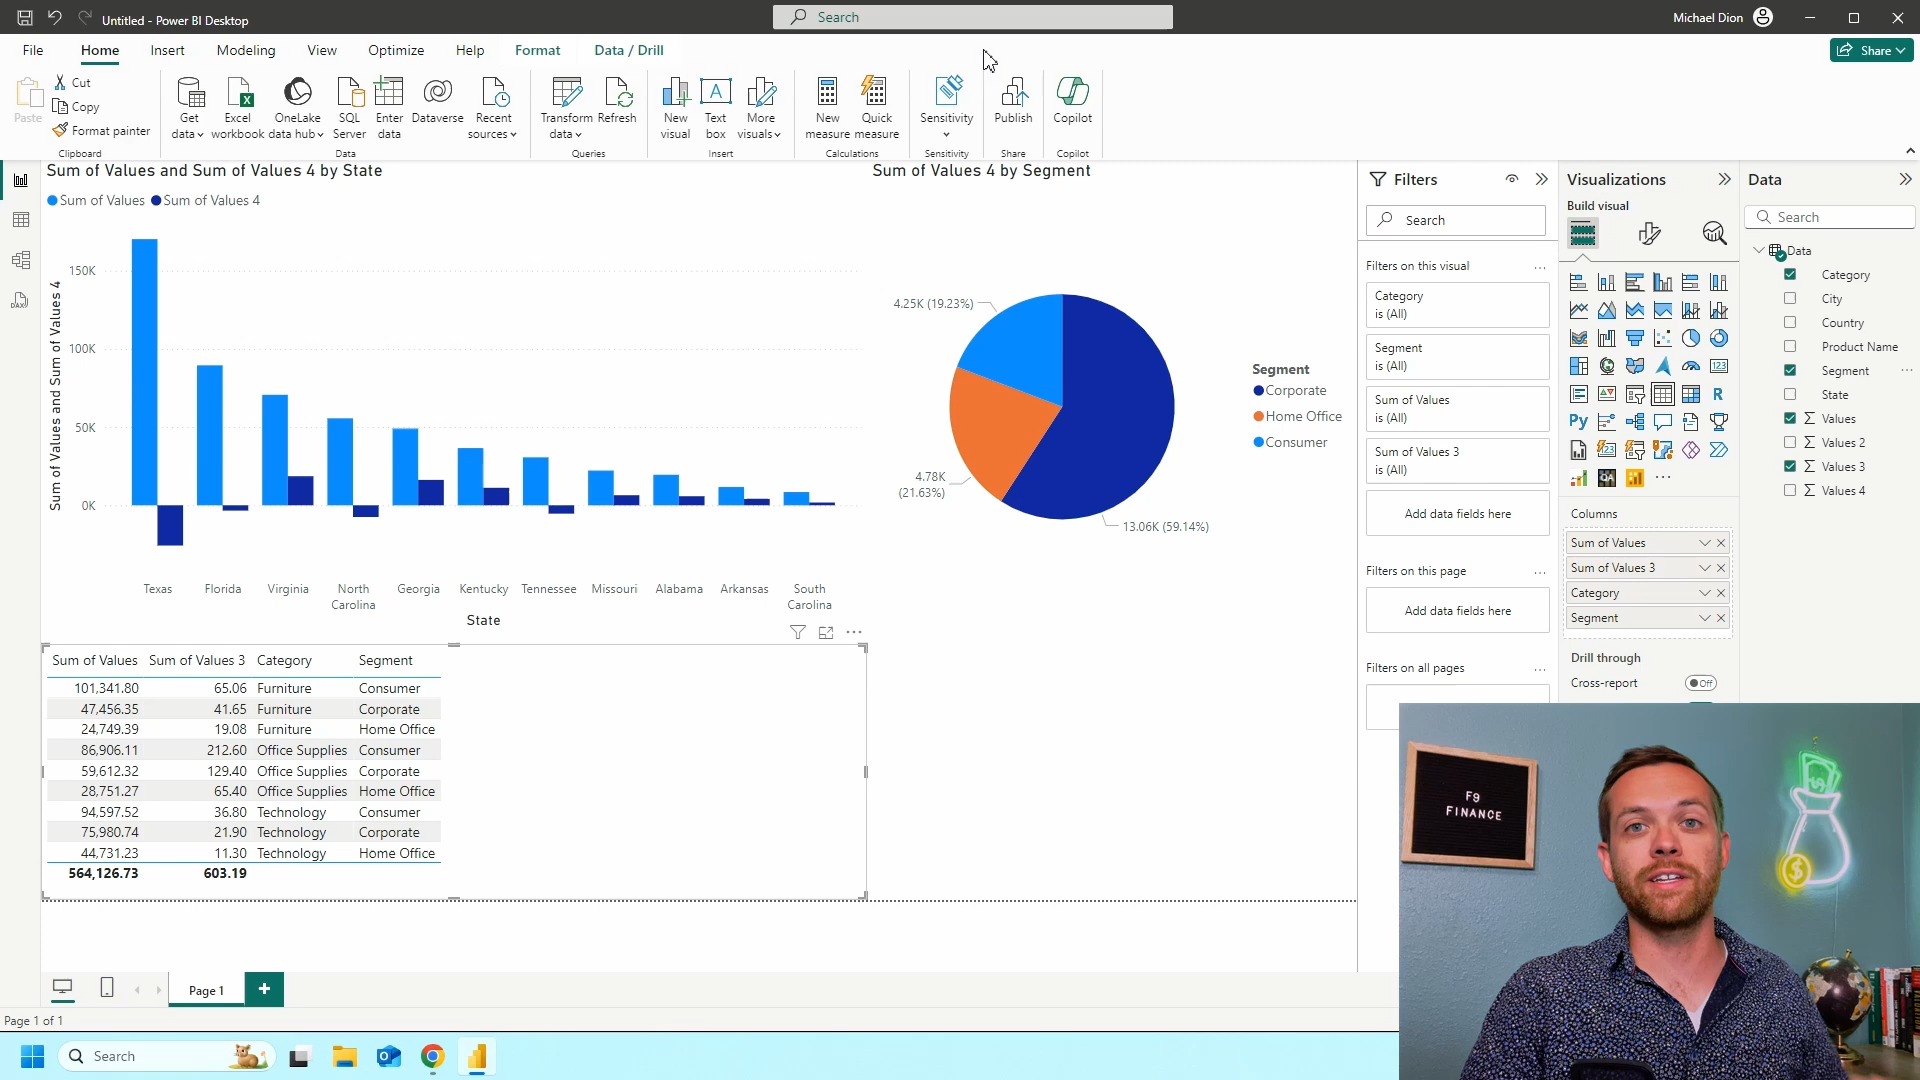 Untitled - Power BI Desktop
Search
Michael Dion
File
Home
Insert
Modeling
View
Optimize
Help
Format
Data / Drill
Share
Paste
Cut
Copy
Format painter
Clipboard
Get data
Excel workbook
OneLake data hub
SQL Server
Enter data
Dataverse
Recent sources
Data
Transform data
Refresh
Queries
New visual
Text box
More visuals
Insert
New measure
Quick measure
Calculations
Sensitivity
Sensitivity
Publish
Share
Copilot
Copilot
Sum of Values and Sum of Values 4 by State
Sum of Values
Sum of Values 4
Sum of Values and Sum of Values 4
150K
100K
50K
0K
Texas
Florida
Virginia
North Carolina
Georgia
Kentucky
Tennessee
Missouri
Alabama
Arkansas
South Carolina
State
Sum of Values 4 by Segment
4.25K (19.23%)
4.78K
(21.63%)
13.06K (59.14%)
Segment
Corporate
Home Office
Consumer
Sum of Values Sum of Values 3 Category Segment
101,341.80 65.06 Furniture Consumer
47,456.35 41.65 Furniture Corporate
24,749.39 19.08 Furniture Home Office
86,906.11 212.60 Office Supplies Consumer
59,612.32 129.40 Office Supplies Corporate
28,751.27 65.40 Office Supplies Home Office
94,597.52 36.80 Technology Consumer
75,980.74 21.90 Technology Corporate
44,731.23 11.30 Technology Home Office
564,126.73 603.19
Filters
Search
Filters on this visual
Category
is (All)
Segment
is (All)
Sum of Values
is (All)
Sum of Values 3
is (All)
Add data fields here
Filters on this page
Add data fields here
Filters on all pages
Visualizations
Build visual
123
R
Py
Columns
Sum of Values
Sum of Values 3
Category
Segment
Drill through
Cross-report
Off
Data
Search
Data
Category
City
Country
Product Name
Segment
State
Values
Values 2
Values 3
Values 4
F9
FINANCE
Page 1
Page 1 of 1
Search